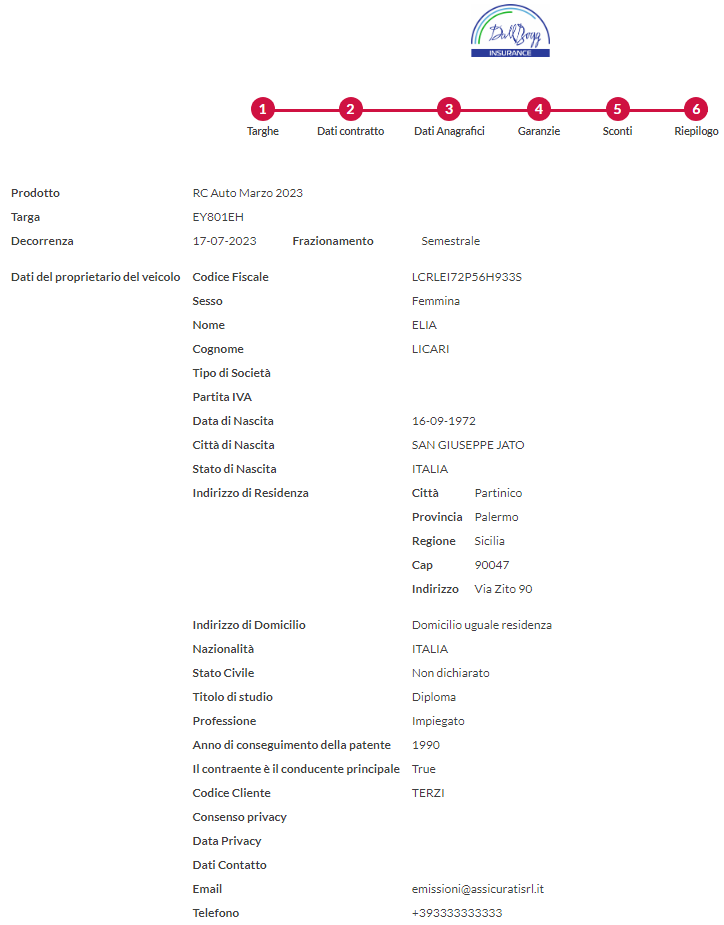 DallBogg
INSURANCE
1 2 3 4 5 6
Targhe Dati contratto Dati Anagrafici Garanzie Sconti Riepilogo
Prodotto RC Auto Marzo 2023
Targa EY801EH
Decorrenza 17-07-2023 Frazionamento Semestrale
Dati del proprietario del veicolo Codice Fiscale LCRLEI72P56H933S
Sesso Femmina
Nome ELIA
Cognome LICARI
Tipo di Società
Partita IVA
Data di Nascita 16-09-1972
Città di Nascita SAN GIUSEPPE JATO
Stato di Nascita ITALIA
Indirizzo di Residenza Città Partinico
Provincia Palermo
Regione Sicilia
Cap 90047
Indirizzo Via Zito 90
Indirizzo di Domicilio Domicilio uguale residenza
Nazionalità ITALIA
Stato Civile Non dichiarato
Titolo di studio Diploma
Professione Impiegato
Anno di conseguimento della patente 1990
Il contraente è il conducente principale True
Codice Cliente TERZI
Consenso privacy
Data Privacy
Dati Contatto
Email emissioni@assicuratisrl.it
Telefono +393333333333